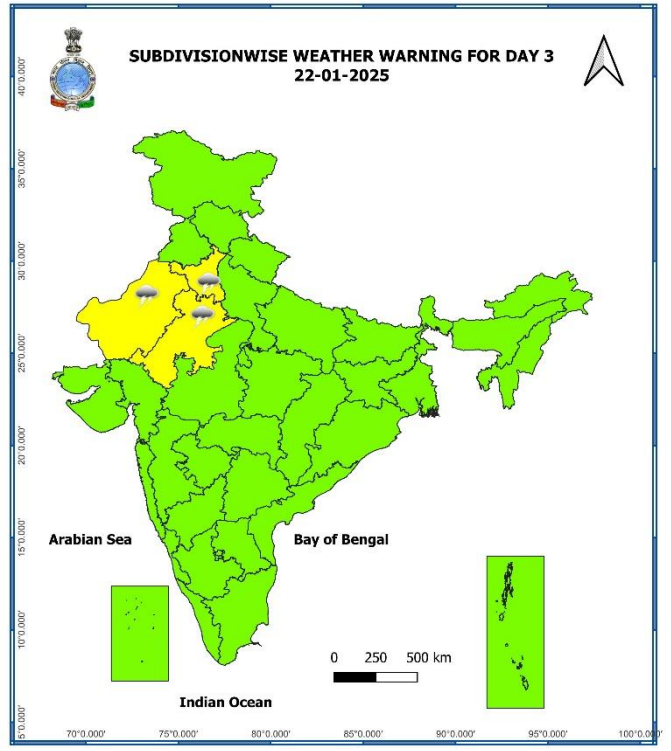 SUBDIVISIONWISE WEATHER WARNING FOR DAY 3
22-01-2025
40°0.000'
35°0.000'
30°0.000'
25°0.000'
20°0.000'
15°0.000'
10°0.000'
5°0.000'
Arabian Sea
Bay of Bengal
0 250 500 km
Indian Ocean
70°0.000' 75°0.000' 80°0.000' 85°0.000' 90°0.000' 95°0.000' 100°0.000'